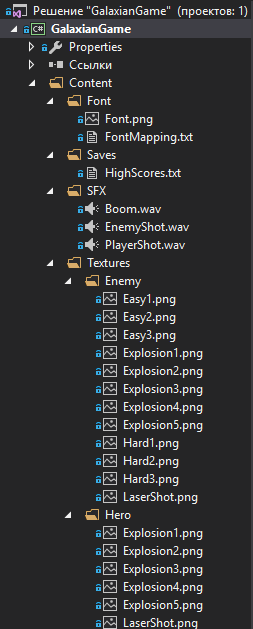 Решение "GalaxianGame" (проектов: 1)
C# GalaxianGame
Properties
Ссылки
Content
Font
Font.png
FontMapping.txt
Saves
HighScores.txt
SFX
Boom.wav
EnemyShot.wav
PlayerShot.wav
Textures
Enemy
Easy1.png
Easy2.png
Easy3.png
Explosion1.png
Explosion2.png
Explosion3.png
Explosion4.png
Explosion5.png
Hard1.png
Hard2.png
Hard3.png
LaserShot.png
Hero
Explosion1.png
Explosion2.png
Explosion3.png
Explosion4.png
Explosion5.png
LaserShot.png